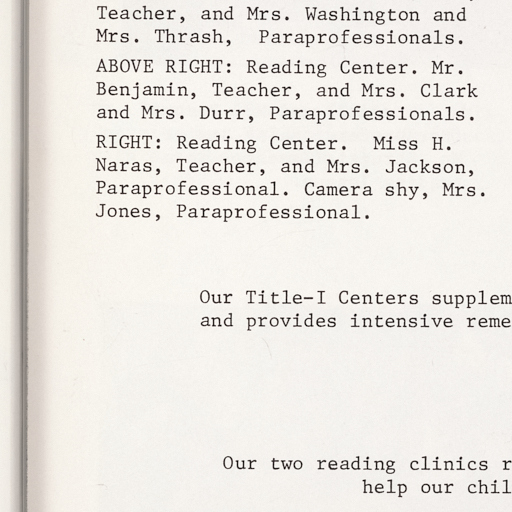 Teacher, and Mrs. Washington and
Mrs. Thrash, Paraprofessionals.
ABOVE RIGHT: Reading Center. Mr.
Benjamin, Teacher, and Mrs. Clark
and Mrs. Durr, Paraprofessionals.
RIGHT: Reading Center. Miss H.
Naras, Teacher, and Mrs. Jackson,
Paraprofessional. Camera shy, Mrs.
Jones, Paraprofessional.
Our Title-I Centers supplem
and provides intensive reme
Our two reading clinics r
help our chil